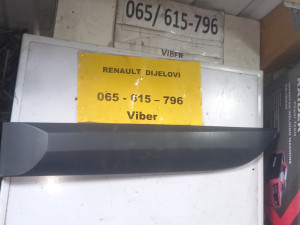 065/615-796
VIBER
RENAULT DIJELOVI
065 - 615 – 796
Viber